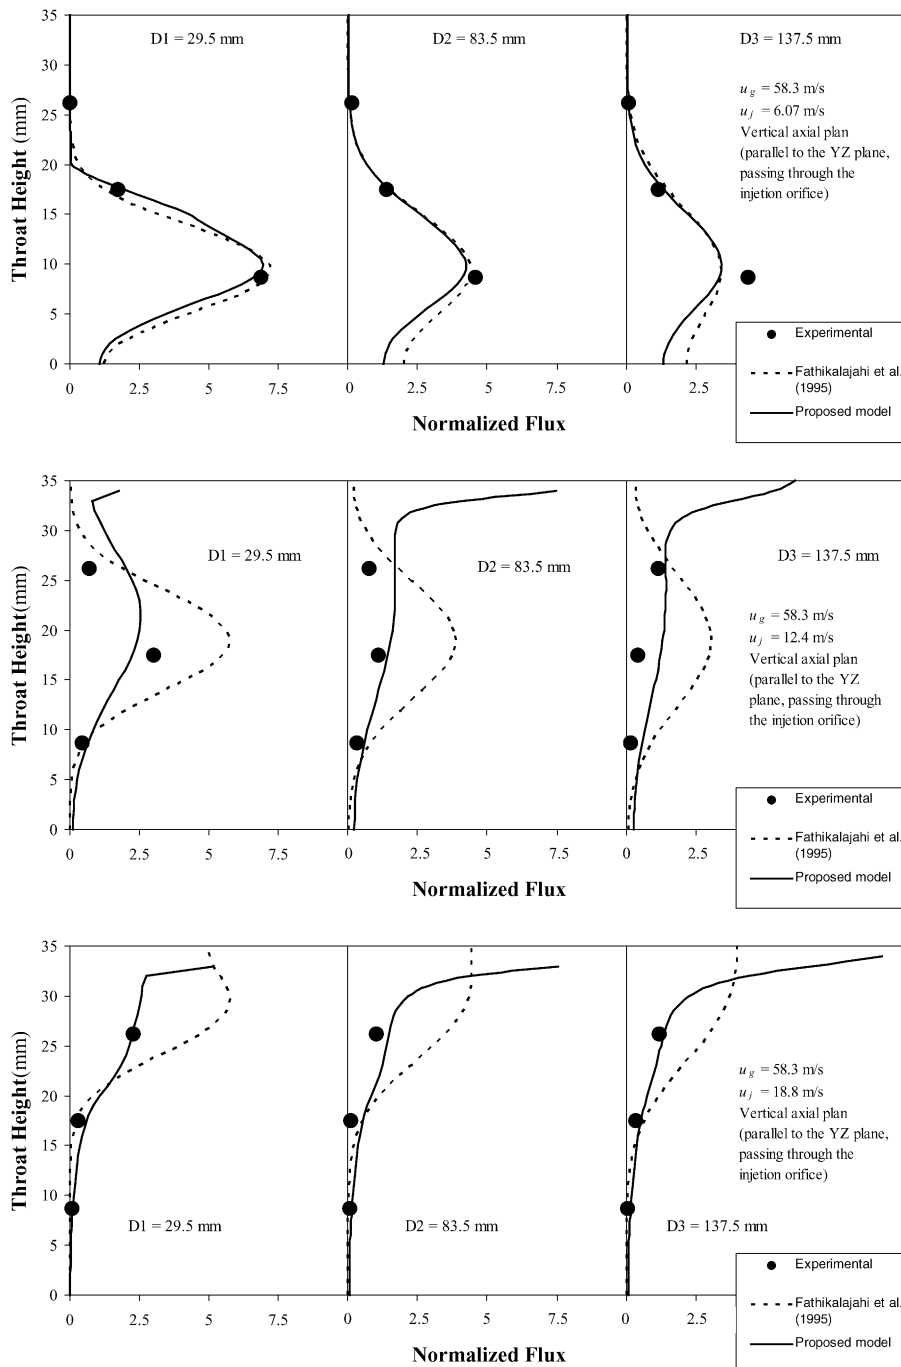 D1 = 29.5 mm
D2 = 83.5 mm
D3 = 137.5 mm
Throat Height (mm)
35
30
25
20
15
10
5
0
u g = 58.3 m/s
u j = 6.07 m/s
Vertical axial plan
(parallel to the YZ plane,
passing through the
injetion orifice)
0
2.5
5
7.5
0
2.5
5
7.5
0
2.5
Normalized Flux
Experimental
Fathikalajahi et al.
(1995)
Proposed model
D1 = 29.5 mm
D2 = 83.5 mm
D3 = 137.5 mm
Throat Height(mm)
35
30
25
20
15
10
5
0
u g = 58.3 m/s
u j = 12.4 m/s
Vertical axial plan
(parallel to the YZ
plane, passing through
the injetion orifice)
0
2.5
5
7.5
0
2.5
5
7.5
0
2.5
Normalized Flux
Experimental
Fathikalajahi et al.
(1995)
Proposed model
Throat Height(mm)
35
30
25
20
15
10
5
0
u g = 58.3 m/s
u j = 18.8 m/s
Vertical axial plan
(parallel to the YZ plane,
passing through the
injetion orifice)
D1 = 29.5 mm
D2 = 83.5 mm
D3 = 137.5 mm
0
2.5
5
7.5
0
2.5
5
7.5
0
2.5
Normalized Flux
Experimental
Fathikalajahi et al.
(1995)
Proposed model